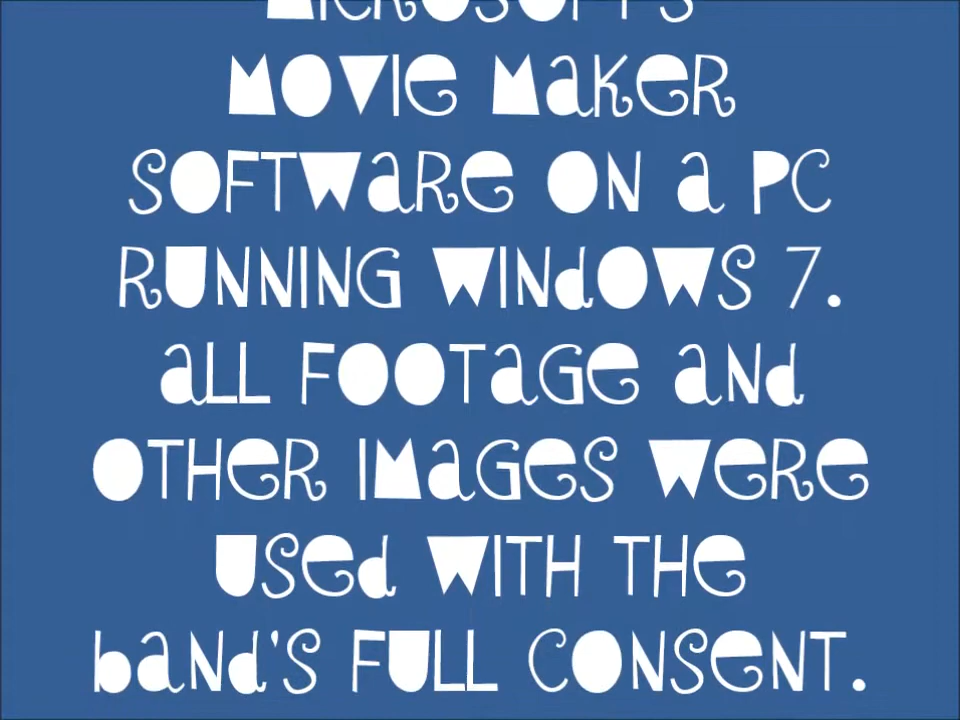 MICROSOFT'S
MOVIE MAKER
SOFTWARE ON A PC
RUNNING WINDOWS 7.
ALL FOOTAGE AND
OTHER IMAGES WERE
USED WITH THE
BAND'S FULL CONSENT.